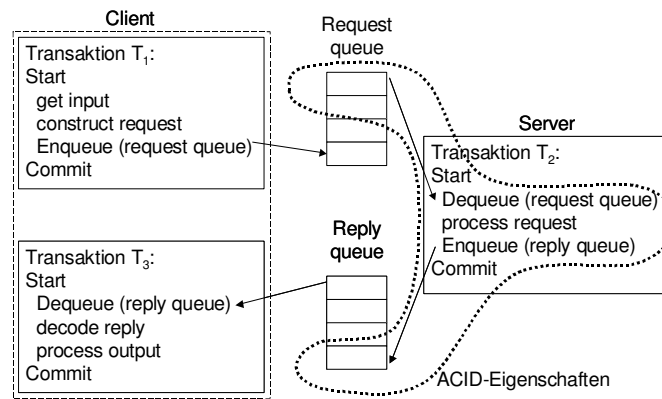 Client
Transaktion T1:
Start
get input
construct request
Enqueue (request queue)
Commit
Request
queue
Server
Transaktion T2:
Start
Dequeue (request queue)
process request
Enqueue (reply queue)
Commit
Reply
queue
Transaktion T3:
Start
Dequeue (reply queue)
decode reply
process output
Commit
ACID-Eigenschaften